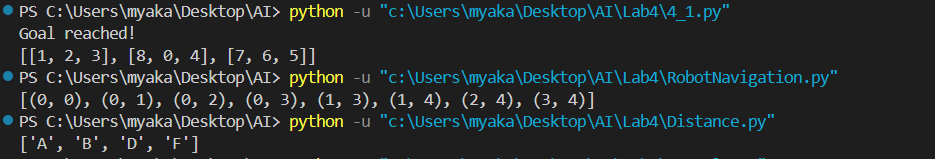 PS C:\Users\myaka\Desktop\AI> python -u "c:\Users\myaka\Desktop\AI\Lab4\4_1.py"
Goal reached!
[[1, 2, 3], [8, 0, 4], [7, 6, 5]]
PS C:\Users\myaka\Desktop\AI> python -u "c:\Users\myaka\Desktop\AI\Lab4\RobotNavigation.py"
[(0, 0), (0, 1), (0, 2), (0, 3), (1, 3), (1, 4), (2, 4), (3, 4)]
PS C:\Users\myaka\Desktop\AI> python -u "c:\Users\myaka\Desktop\AI\Lab4\Distance.py"
['A', 'B', 'D', 'F']